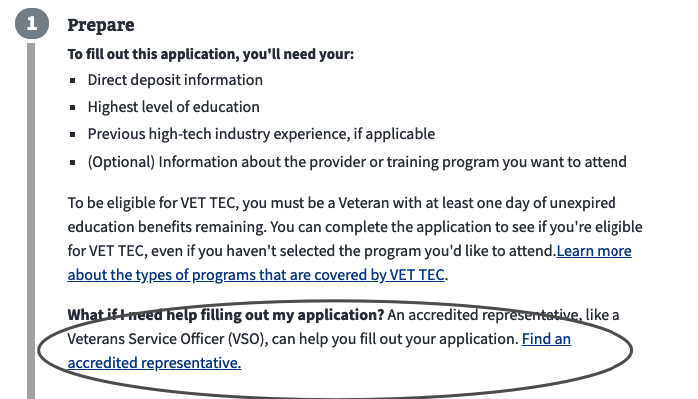 1
Prepare
To fill out this application, you'll need your:
Direct deposit information
Highest level of education
Previous high-tech industry experience, if applicable
(Optional) Information about the provider or training program you want to attend
To be eligible for VET TEC, you must be a Veteran with at least one day of unexpired
education benefits remaining. You can complete the application to see if you're eligible
for VET TEC, even if you haven't selected the program you'd like to attend.Learn more
about the types of programs that are covered by VET TEC.
What if I need help filling out my application? An accredited representative, like a
Veterans Service Officer (VSO), can help you fill out your application. Find an
accredited representative.